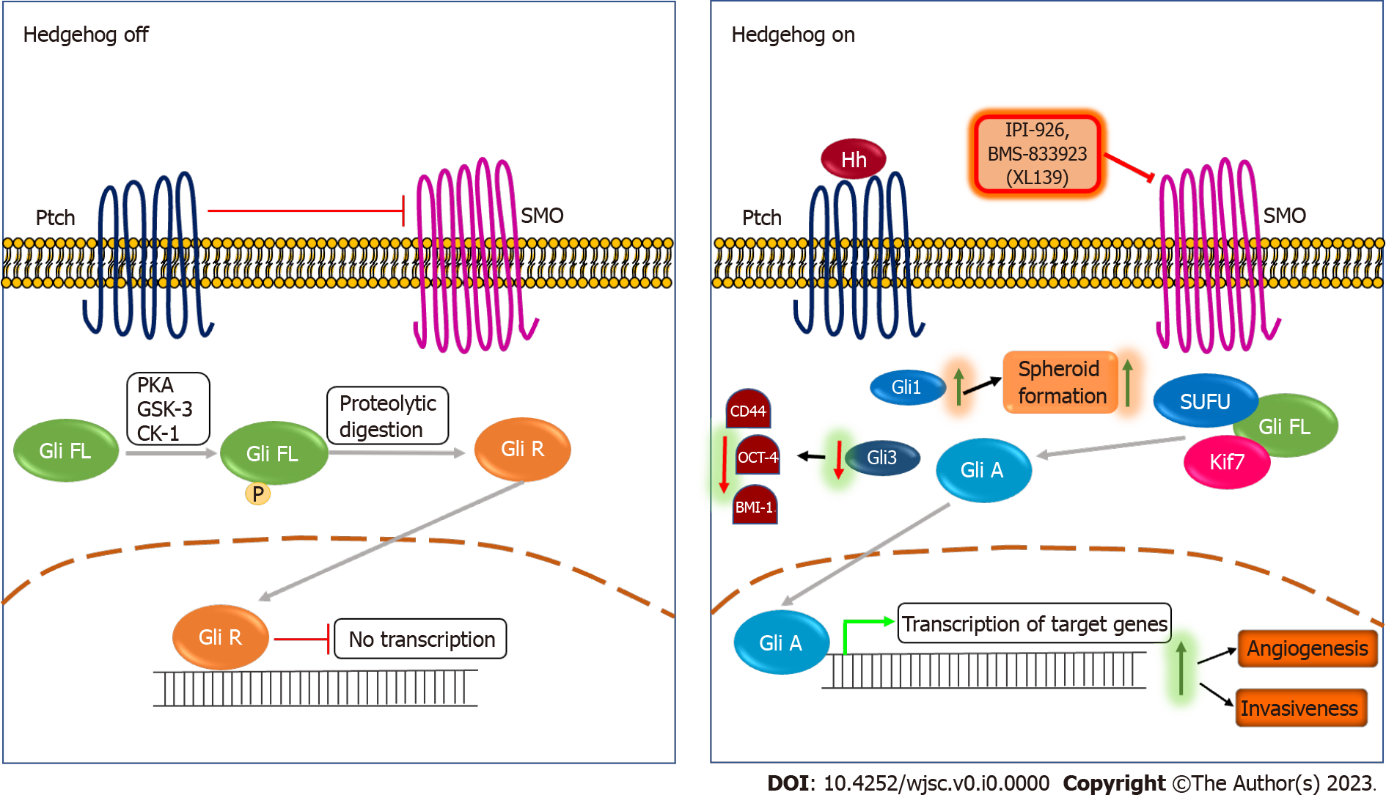 Hedgehog off
Ptch
SMO
PKA
GSK-3
CK-1
Gli FL
Gli FL
P
Proteolytic
digestion
Gli R
Gli R
No transcription
Hedgehog on
IPI-926,
BMS-833923
(XL139)
Hh
Ptch
SMO
Gli1
Spheroid
formation
SUFU
Gli FL
Kif7
CD44
OCT-4
BMI-1.
Gli3
Gli A
Gli A
Transcription of target genes
Angiogenesis
Invasiveness
DOI: 10.4252/wjsc.v0.i0.0000 Copyright ©The Author(s) 2023.